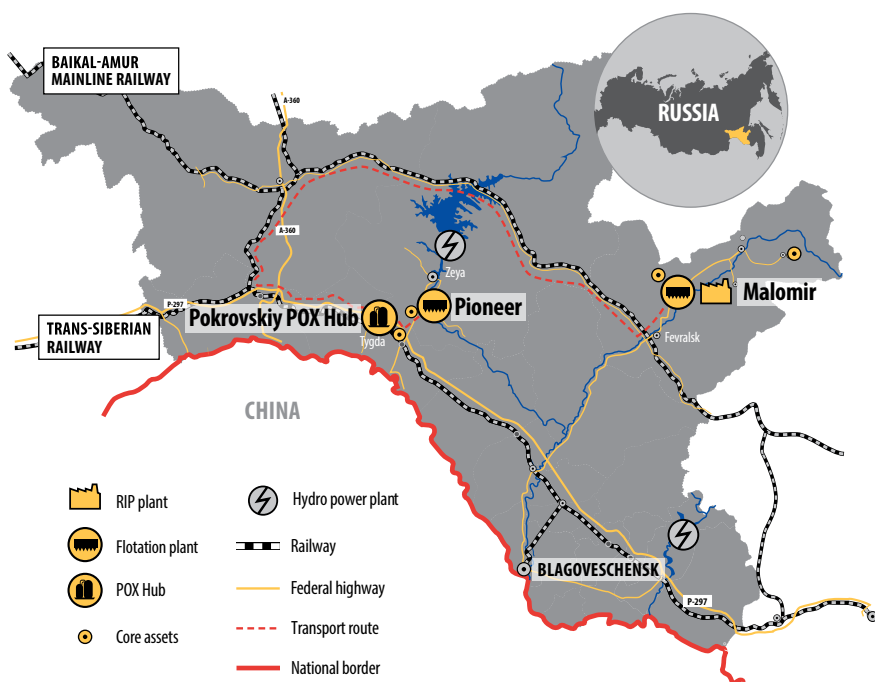 BAIKAL-AMUR
MAINLINE RAILWAY
A-360
RUSSIA
A-360
Zeya
P-297
Pokrovskiy POX Hub
Pioneer
Malomir
TRANS-SIBERIAN
RAILWAY
Tygda
Fevralsk
CHINA
RIP plant
Flotation plant
POX Hub
Core assets
Hydro power plant
Railway
Federal highway
Transport route
National border
BLAGOVESCHENSK
P-297